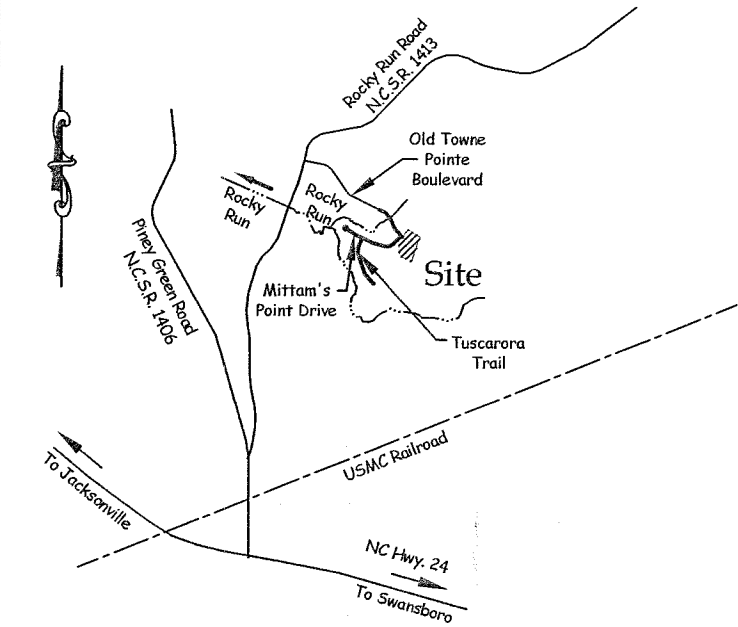 Rocky Run Road
N.C.S.R. 1413
Old Towne
Pointe
Boulevard
Rocky
Run
Rocky
Run
Piney Green Road
N.C.S.R. 1406
Site
Mittam's
Point Drive
Tuscarora
Trail
USMC Railroad
To Jacksonville
NC Hwy. 24
To Swansboro